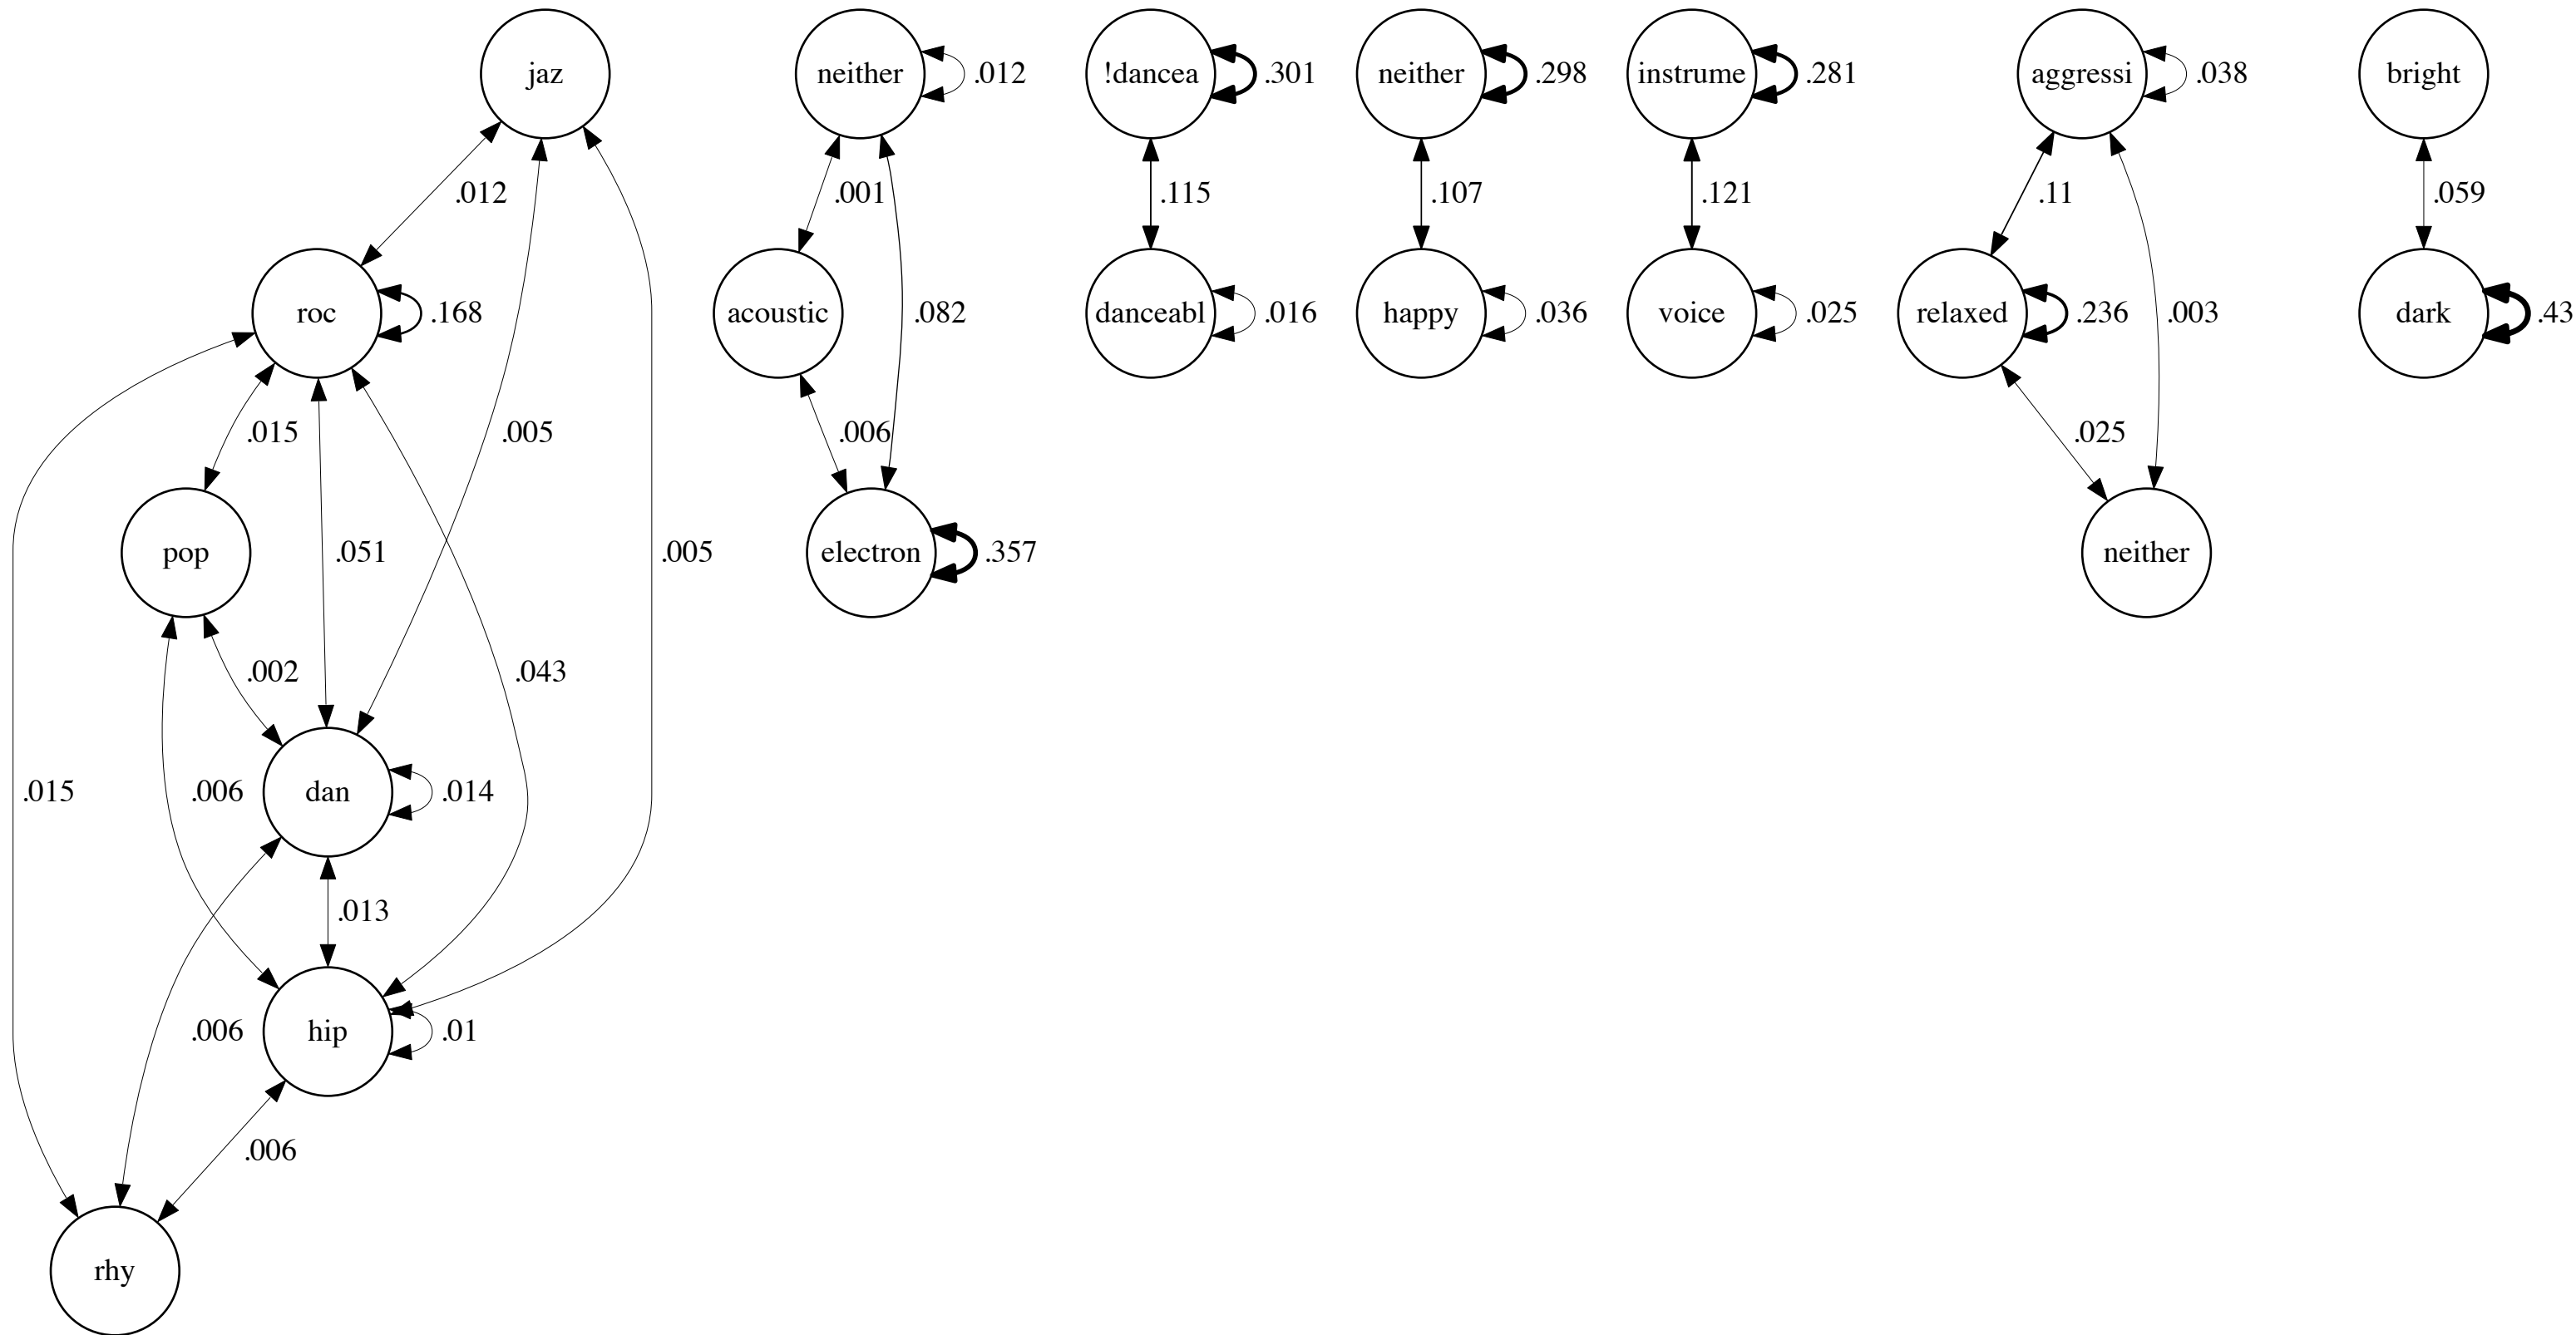 jaz
neither
.012
!dancea
.301
neither
.298
instrume
.281
aggressi
.038
bright
.012
.001
.115
.107
.121
.11
.059
roc
.168
acoustic
.082
danceabl
.016
happy
.036
voice
.025
relaxed
.236
.003
dark
.43
.015
.005
.006
.025
pop
.051
.005
electron
.357
neither
.002
.043
.015
.006
dan
.014
.013
.006
hip
.01
.006
rhy